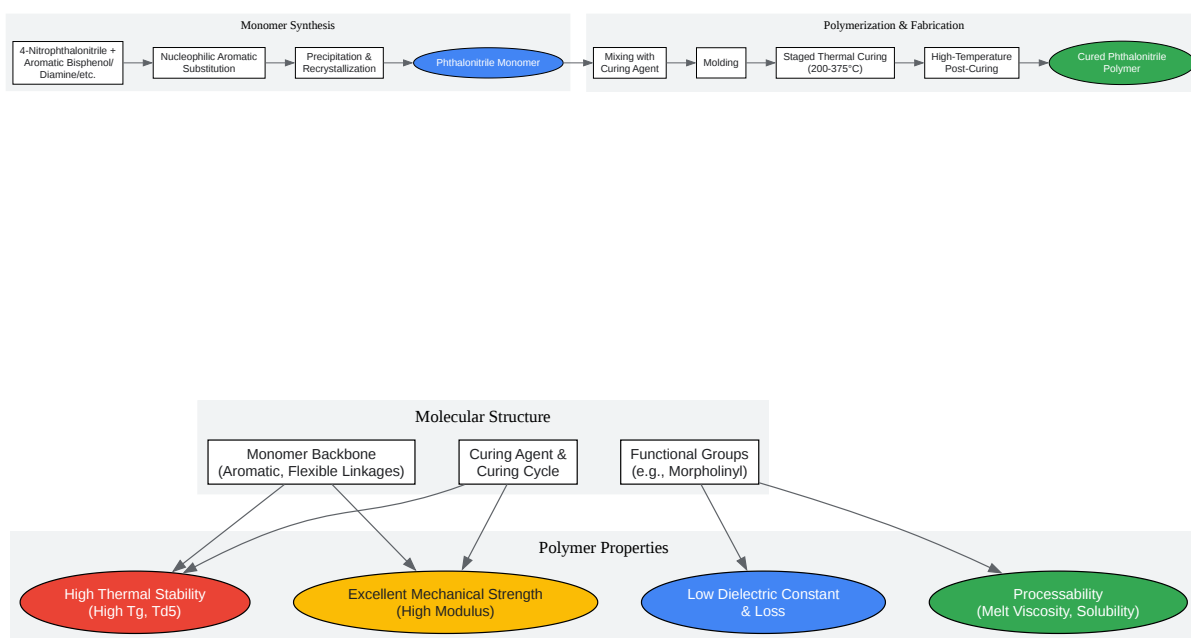 Monomer Synthesis
4-Nitrophthalonitrile +
Aromatic Bisphenol/
Diamine/etc.
Nucleophilic Aromatic
Substitution
Precipitation &
Recrystallization
Phthalonitrile Monomer
Polymerization & Fabrication
Mixing with
Curing Agent
Molding
Staged Thermal Curing
(200-375°C)
High-Temperature
Post-Curing
Cured Phthalonitrile
Polymer
Molecular Structure
Monomer Backbone
(Aromatic, Flexible Linkages)
Curing Agent &
Curing Cycle
Functional Groups
(e.g., Morpholinyl)
Polymer Properties
High Thermal Stability
(High Tg, Td5)
Excellent Mechanical Strength
(High Modulus)
Low Dielectric Constant
& Loss
Processability
(Melt Viscosity, Solubility)